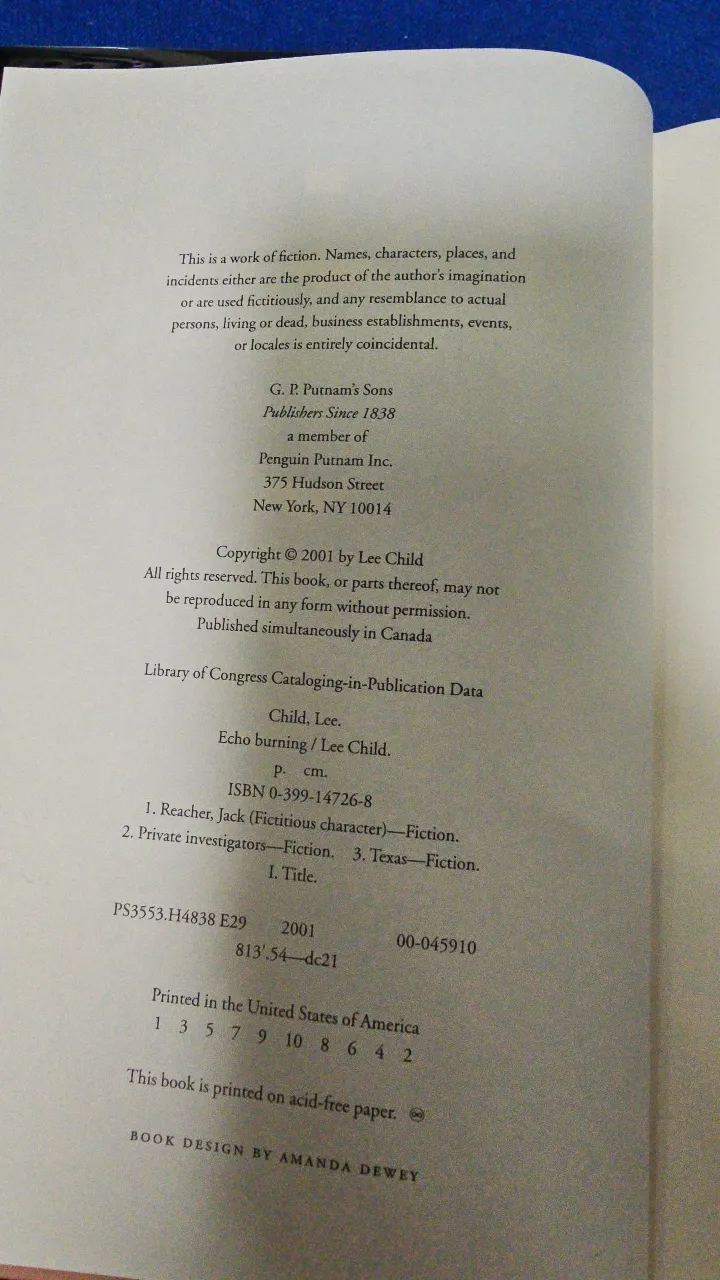 This is a work of fiction. Names, characters, places, and
incidents either are the product of the author's imagination
or are used fictitiously, and any resemblance to actual
persons, living or dead, business establishments, events,
or locales is entirely coincidental.
G. P. Putnam's Sons
Publishers Since 1838
a member of
Penguin Putnam Inc.
375 Hudson Street
New York, NY 10014
Copyright © 2001 by Lee Child
All rights reserved. This book, or parts thereof, may not
be reproduced in any form without permission.
Published simultaneously in Canada
Library of Congress Cataloging-in-Publication Data
Child, Lee.
Echo burning / Lee Child.
p. cm.
ISBN 0-399-14726-8
1. Reacher, Jack (Fictitious character)—Fiction.
2. Private investigators—Fiction. 3. Texas—Fiction.
I. Title.
PS3553.H4838 E29 2001 00-045910
813'.54—dc21
Printed in the United States of America
1 3 5 7 9 10 8 6 4 2
This book is printed on acid-free paper. ♾
BOOK DESIGN BY AMANDA DEWEY